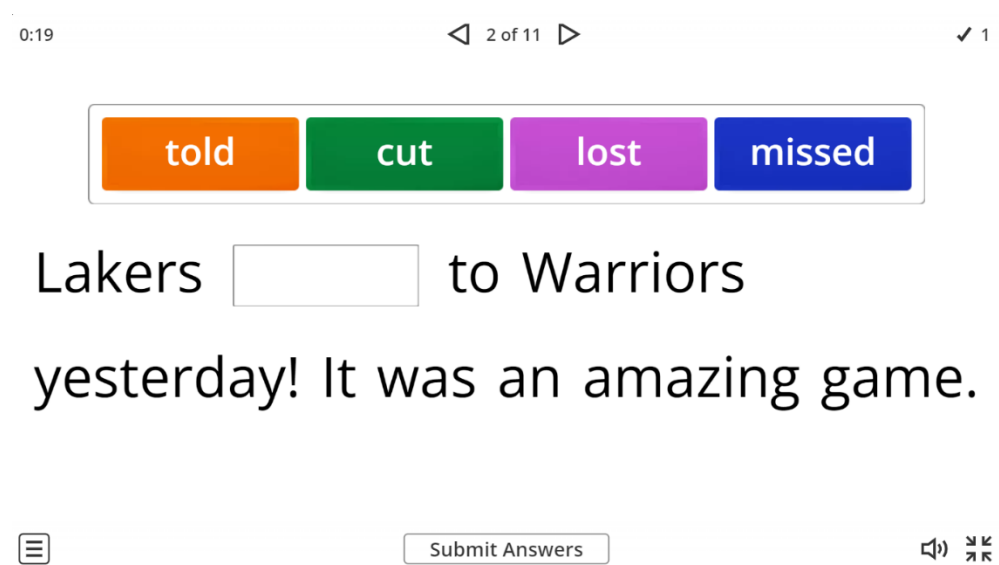 0:19
2 of 11
1
told cut lost missed
Lakers to Warriors
yesterday! It was an amazing game.
Submit Answers